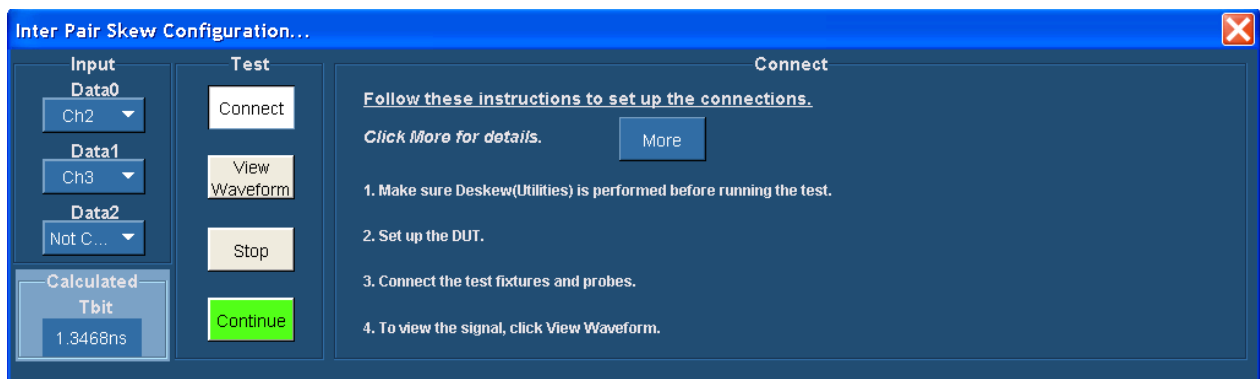 Inter Pair Skew Configuration...
Input
Data0
Ch2
Data1
Ch3
Data2
Not C...
Calculated
Tbit
1.3468ns
Test
Connect
View
Waveform
Stop
Continue
Connect
Follow these instructions to set up the connections.
Click More for details.
More
1. Make sure Deskew(Utilities) is performed before running the test.
2. Set up the DUT.
3. Connect the test fixtures and probes.
4. To view the signal, click View Waveform.